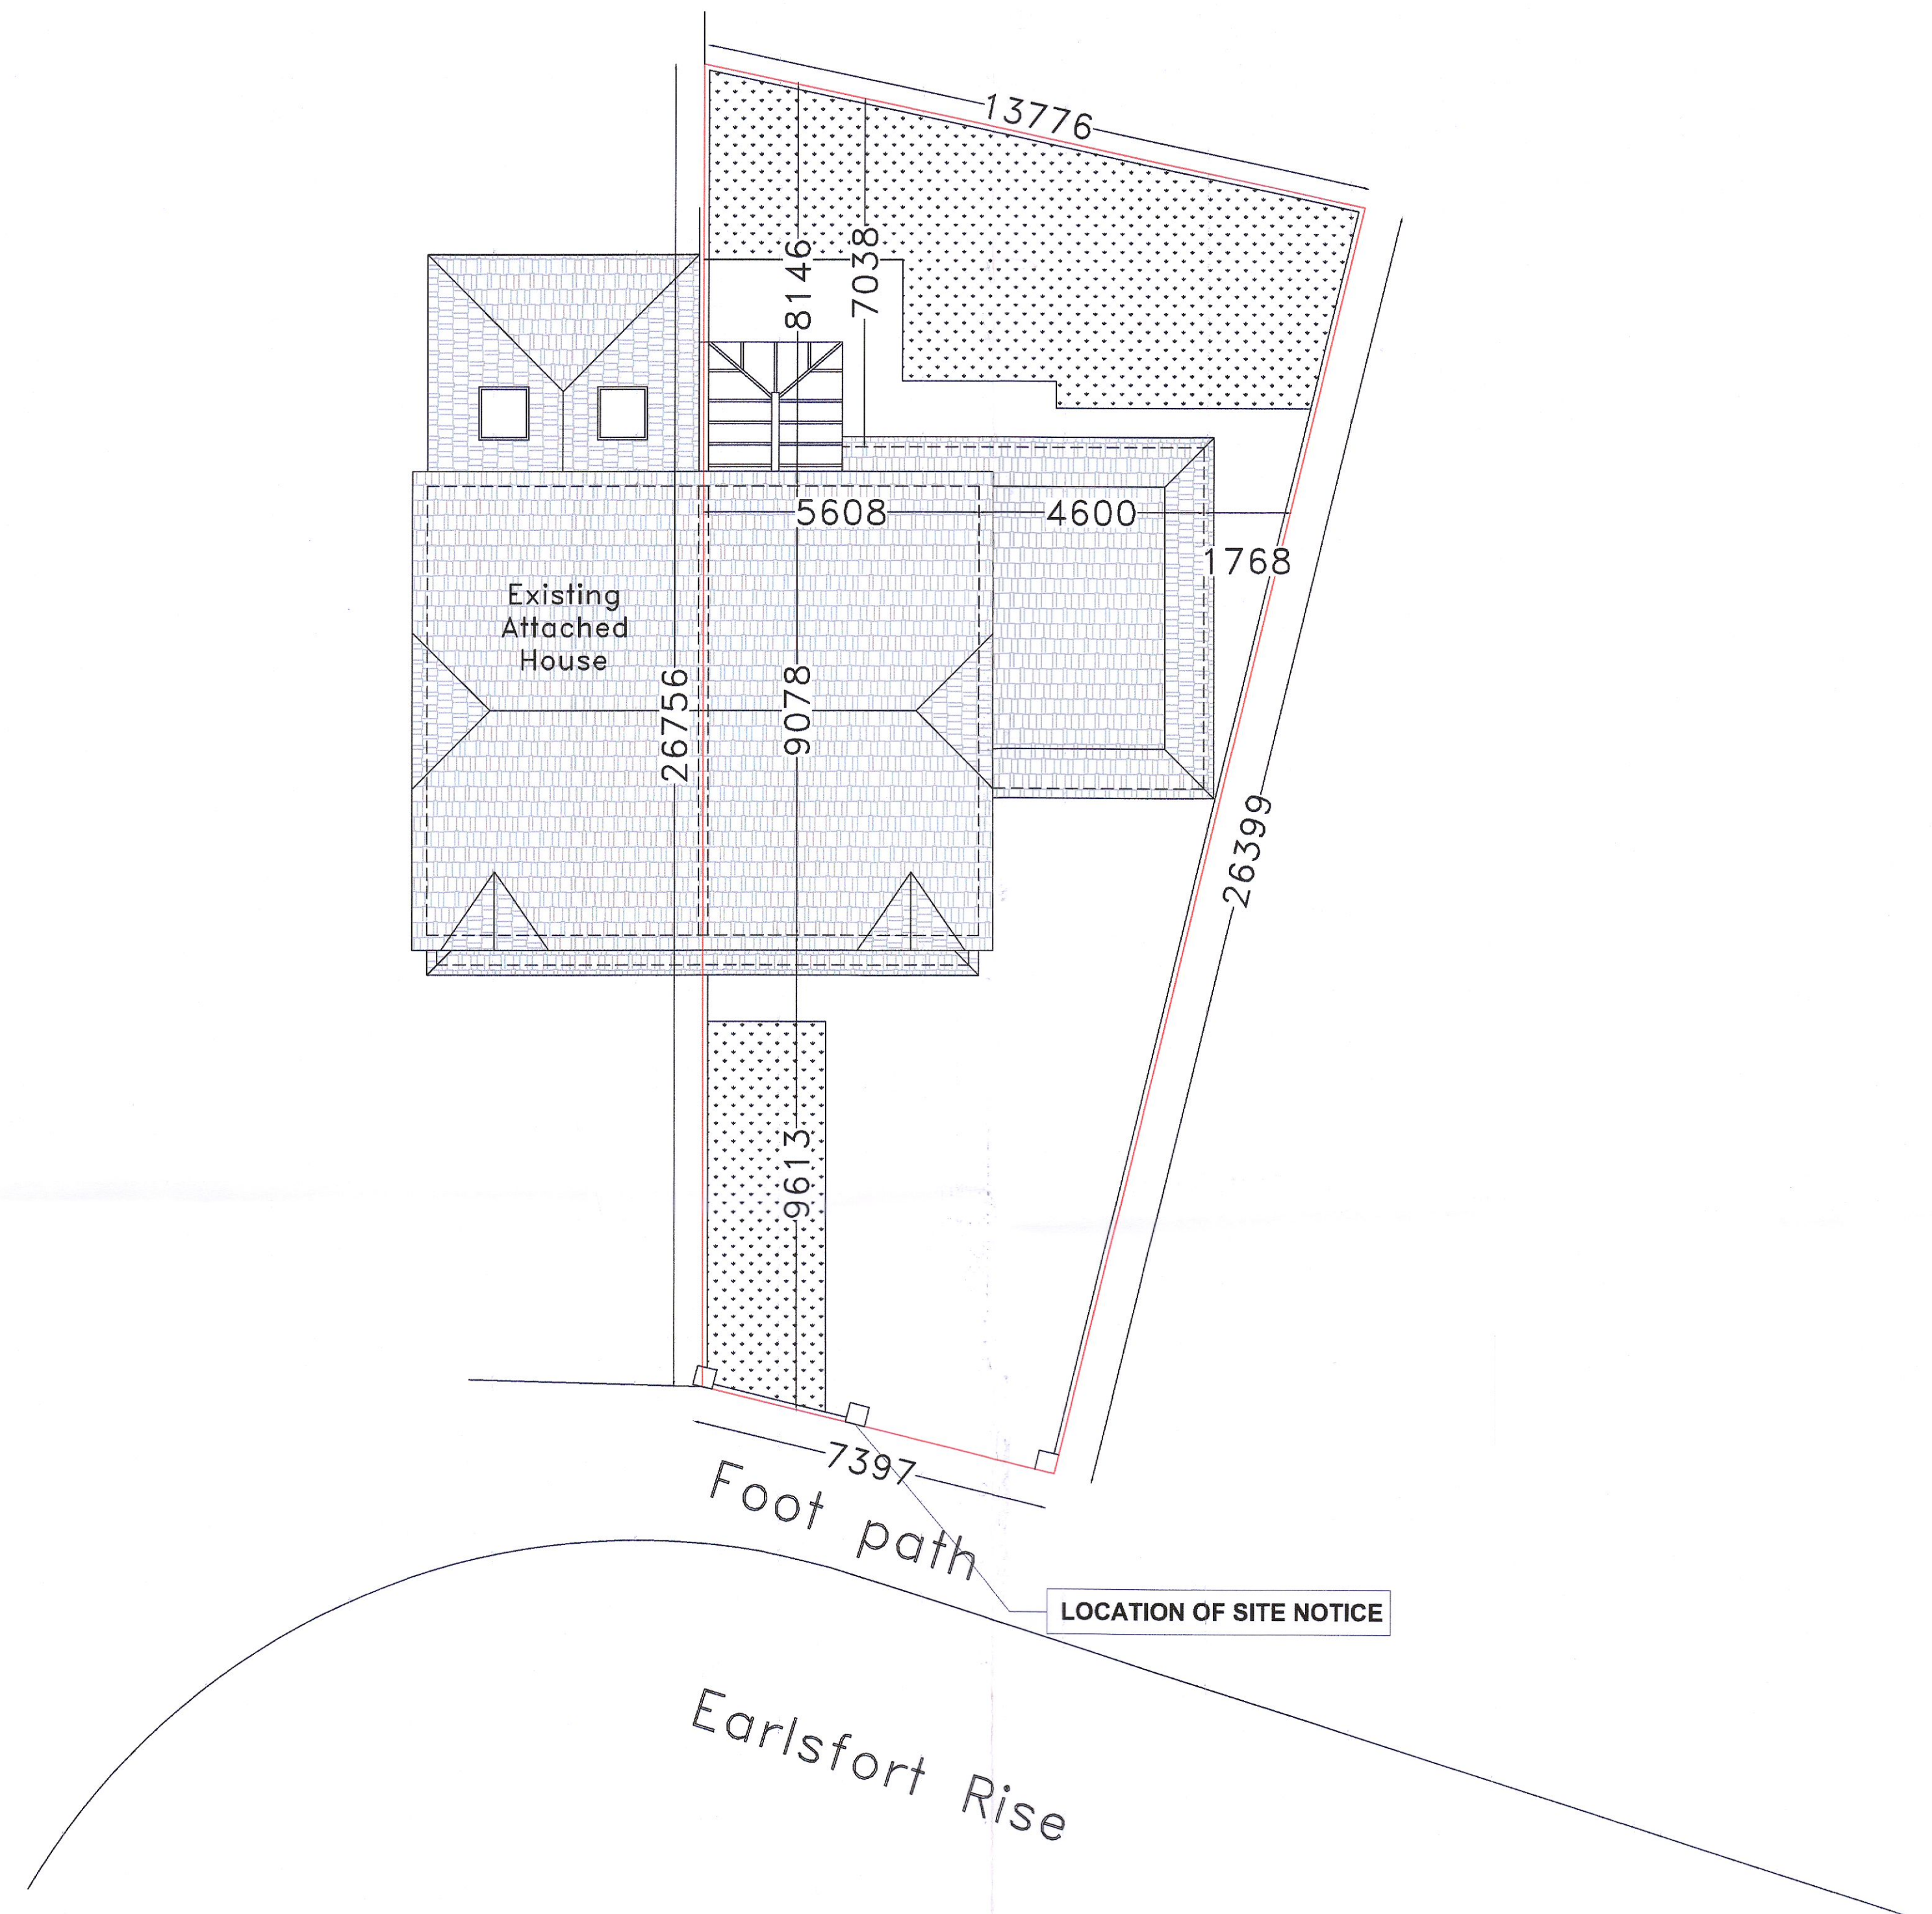 13776
8146
7038
5608
4600
1768
Existing
Attached
House
26756
9078
26399
9613
7397
Foot path
LOCATION OF SITE NOTICE
Earlsfort Rise